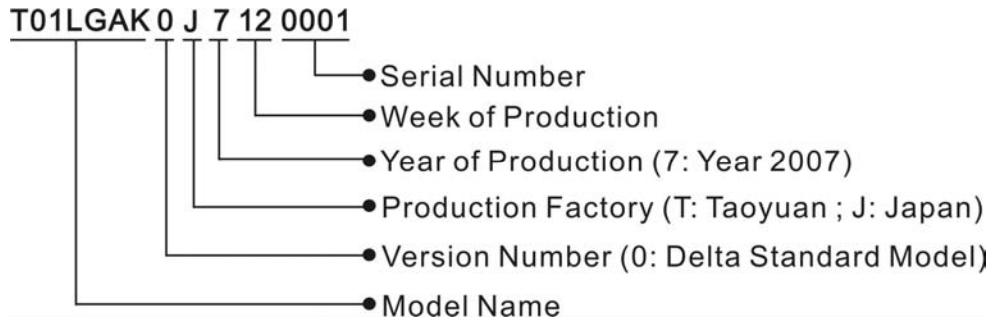 T01LGAK 0 J 7 12 0001
Serial Number
Week of Production
Year of Production (7: Year 2007)
Production Factory (T: Taoyuan ; J: Japan)
Version Number (0: Delta Standard Model)
Model Name